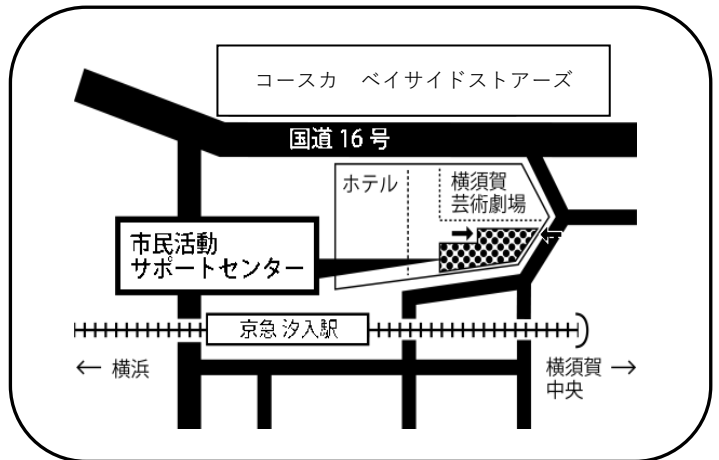 コースカ　ベイサイドストアーズ
国道 16 号
ホテル
横須賀
芸術劇場
市民活動
サポートセンター
京急 汐入駅
← 横浜
横須賀 →
中央